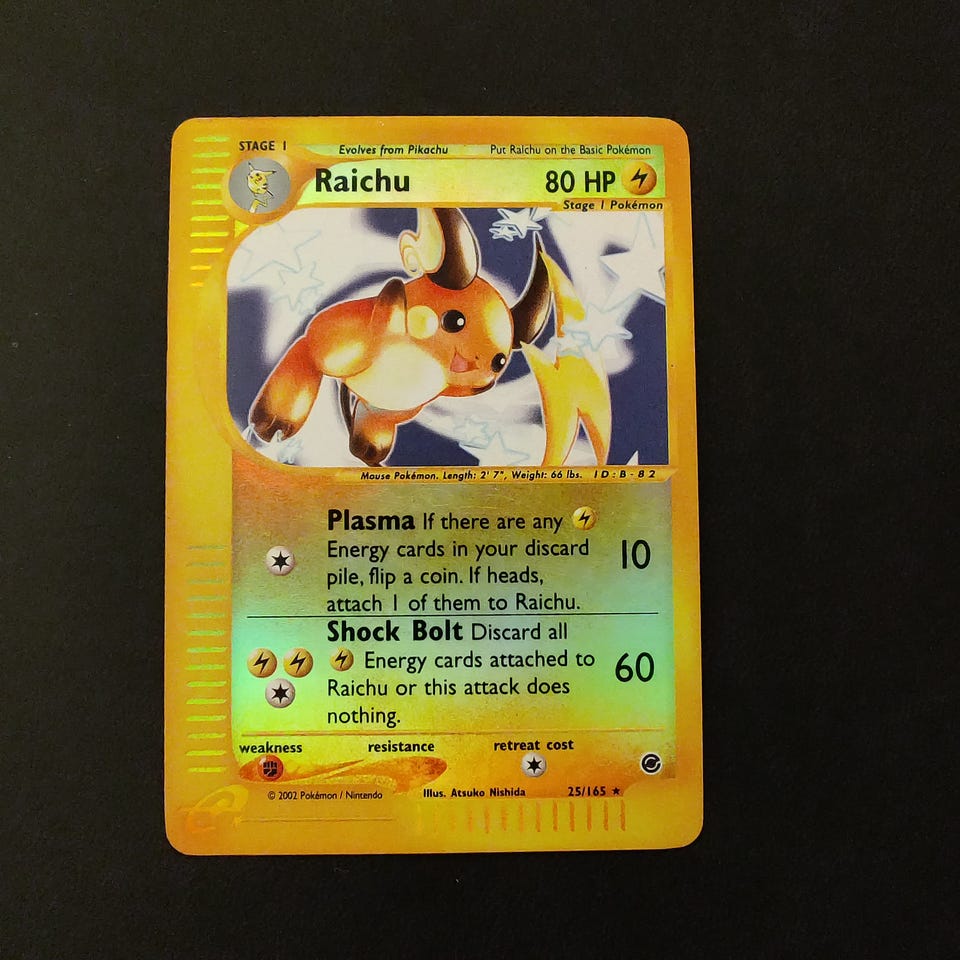 STAGE 1 Evolves from Pikachu Put Raichu on the Basic Pokémon
Raichu 80 HP
Stage 1 Pokémon
Mouse Pokémon. Length: 2' 7", Weight: 66 lbs. ID:B-82
Plasma If there are any
Energy cards in your discard
pile, flip a coin. If heads,
attach 1 of them to Raichu.
10
Shock Bolt Discard all
Energy cards attached to
Raichu or this attack does
nothing.
60
weakness resistance retreat cost
© 2002 Pokémon / Nintendo Illus. Atsuko Nishida 25/165 ★